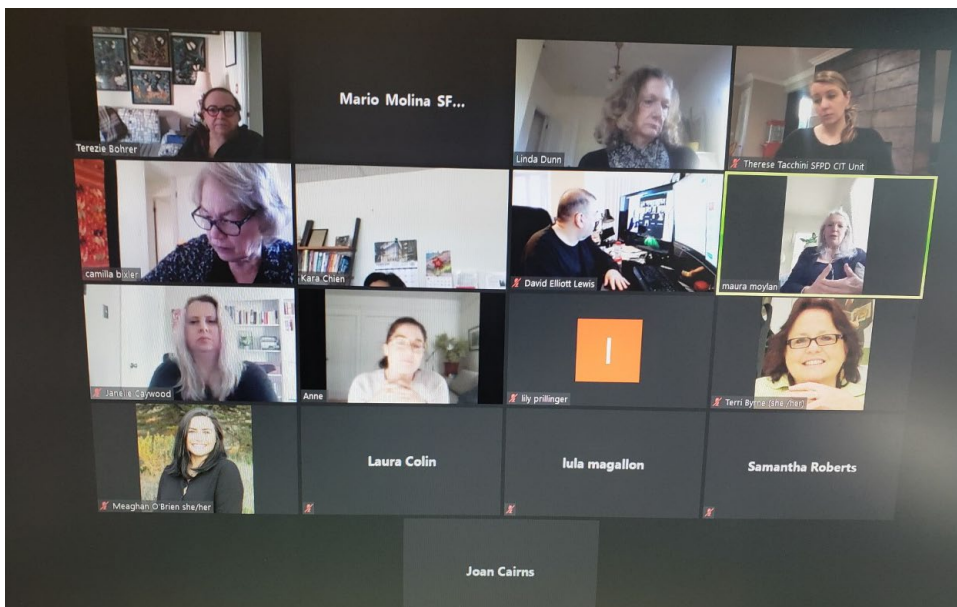 Terezie Bohrer
Mario Molina SF...
Linda Dunn
Therese Tacchini SFPD CIT Unit
camilla bixler
Kara Chien
David Elliott Lewis
maura moylan
Janelle Caywood
Anne
l
lily prillinger
Terri Byrne (she /her)
Meaghan O'Brien she/her
Laura Colin
lula magallon
Samantha Roberts
Joan Cairns